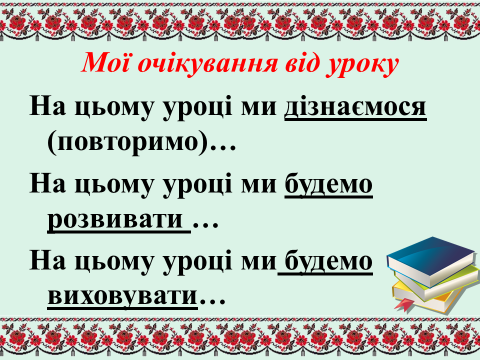 Мої очікування від уроку
На цьому уроці ми дізнаємося
(повторимо)…
На цьому уроці ми будемо
розвивати …
На цьому уроці ми будемо
виховувати…